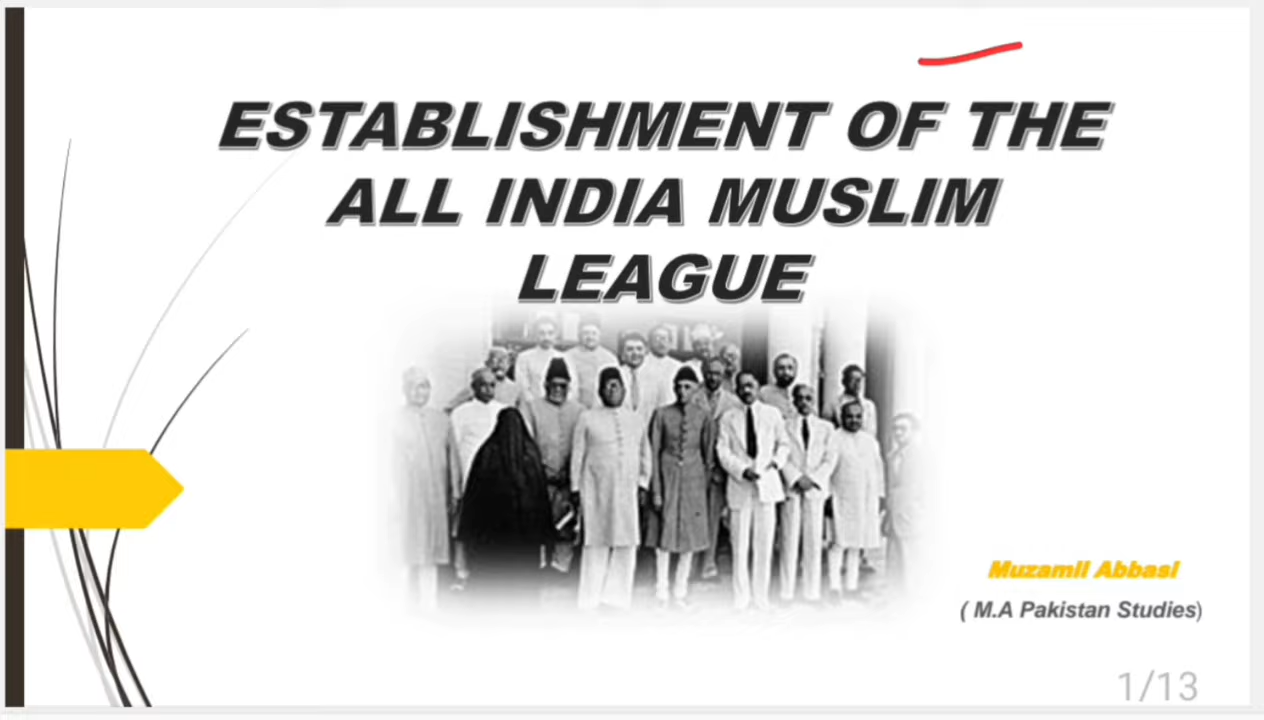 ESTABLISHMENT OF THE
ALL INDIA MUSLIM
LEAGUE
Muzamil Abbasi
( M.A Pakistan Studies)
1/13